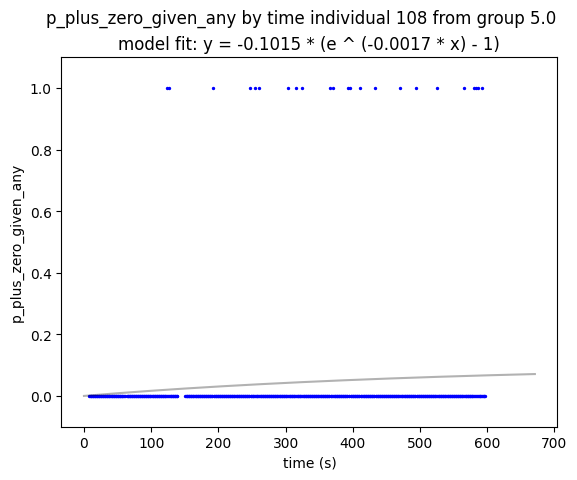 p_plus_zero_given_any by time individual 108 from group 5.0
model fit: y = -0.1015 * (e ^ (-0.0017 * x) - 1)
1.0
0.8
0.6
0.4
0.2
0.0
p_plus_zero_given_any
0 100 200 300 400 500 600 700
time (s)